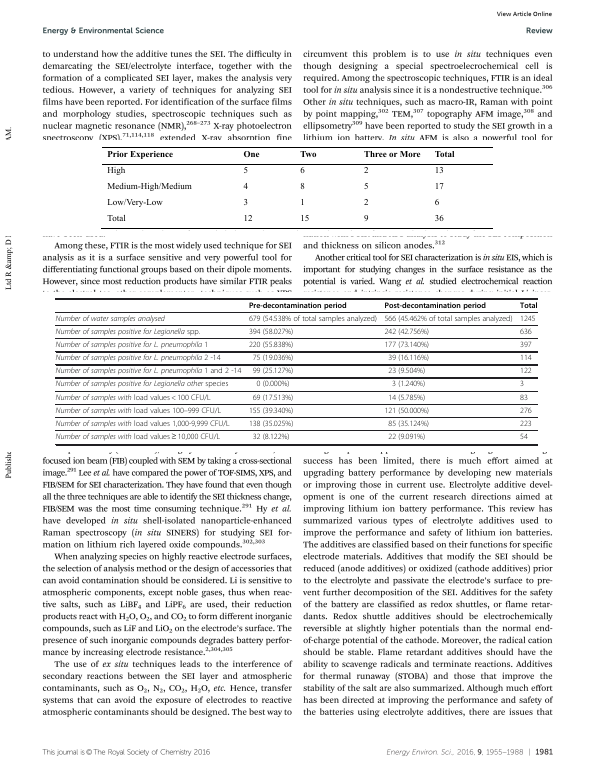 View Article Online
Energy & Environmental Science
Review
to understand how the additive tunes the SEI. The difficulty in
demarcating the SEI/electrolyte interface, together with the
formation of a complicated SEI layer, makes the analysis very
tedious. However, a variety of techniques for analyzing SEI
films have been reported. For identification of the surface films
and morphology studies, spectroscopic techniques such as
nuclear magnetic resonance (NMR),268–273 X-ray photoelectron
spectroscopy (XPS),71,114,118 extended X-ray absorption fine
circumvent this problem is to use in situ techniques even
though designing a special spectroelectrochemical cell is
required. Among the spectroscopic techniques, FTIR is an ideal
tool for in situ analysis since it is a nondestructive technique.306
Other in situ techniques, such as macro-IR, Raman with point
by point mapping,302 TEM,307 topography AFM image,308 and
ellipsometry309 have been reported to study the SEI growth in a
lithium ion battery. In situ AFM is also a powerful tool for
Prior Experience One Two Three or More Total
High 5 6 2 13
Medium-High/Medium 4 8 5 17
Low/Very-Low 3 1 2 6
Total 12 15 9 36
Among these, FTIR is the most widely used technique for SEI
analysis as it is a surface sensitive and very powerful tool for
differentiating functional groups based on their dipole moments.
However, since most reduction products have similar FTIR peaks
and thickness on silicon anodes.313
Another critical tool for SEI characterization is in situ EIS, which is
important for studying changes in the surface resistance as the
potential is varied. Wang et al. studied electrochemical reaction
Pre-decontamination period Post-decontamination period Total
Number of water samples analysed 679 (54.538% of total samples analyzed) 566 (45.462% of total samples analyzed) 1245
Number of samples positive for Legionella spp. 394 (58.027%) 242 (42.756%) 636
Number of samples positive for L. pneumophila 1 220 (55.838%) 177 (73.140%) 397
Number of samples positive for L. pneumophila 2 -14 75 (19.036%) 39 (16.116%) 114
Number of samples positive for L. pneumophila 1 and 2 -14 99 (25.127%) 23 (9.504%) 122
Number of samples positive for Legionella other species 0 (0.000%) 3 (1.240%) 3
Number of samples with load values < 100 CFU/L 69 (17.513%) 14 (5.785%) 83
Number of samples with load values 100–999 CFU/L 155 (39.340%) 121 (50.000%) 276
Number of samples with load values 1,000-9,999 CFU/L 138 (35.025%) 85 (35.124%) 223
Number of samples with load values ≥ 10,000 CFU/L 32 (8.122%) 22 (9.091%) 54
focused ion beam (FIB) coupled with SEM by taking a cross-sectional
image.291 Lee et al. have compared the power of TOF-SIMS, XPS, and
FIB/SEM for SEI characterization. They have found that even though
all the three techniques are able to identify the SEI thickness change,
FIB/SEM was the most time consuming technique.291 Hy et al.
have developed in situ shell-isolated nanoparticle-enhanced
Raman spectroscopy (in situ SINERS) for studying SEI for-
mation on lithium rich layered oxide compounds.302,303
When analyzing species on highly reactive electrode surfaces,
the selection of analysis method or the design of accessories that
can avoid contamination should be considered. Li is sensitive to
atmospheric components, except noble gases, thus when reac-
tive salts, such as LiBF4 and LiPF6 are used, their reduction
products react with H2O, O2, and CO2 to form different inorganic
compounds, such as LiF and LiO2 on the electrode surface. The
presence of such inorganic compounds degrades battery perfor-
mance by increasing electrode resistance.2,304,305
The use of ex situ techniques leads to the interference of
secondary reactions between the SEI layer and atmospheric
contaminants, such as O2, N2, CO2, H2O, etc. Hence, transfer
systems that can avoid the exposure of electrodes to reactive
atmospheric contaminants should be designed. The best way to
success has been limited, there is much effort aimed at
upgrading battery performance by developing new materials
or improving those in current use. Electrolyte additive devel-
opment is one of the current research directions aimed at
improving lithium ion battery performance. This review has
summarized various types of electrolyte additives used to
improve the performance and safety of lithium ion batteries.
The additives are classified based on their functions for specific
electrode materials. Additives that modify the SEI should be
reduced (anode additives) or oxidized (cathode additives) prior
to the electrolyte and passivate the electrode's surface to pre-
vent further decomposition of the SEI. Additives for the safety
of the battery are classified as redox shuttles, or flame retar-
dants. Redox shuttle additives should be electrochemically
reversible at slightly higher potentials than the normal end-
of-charge potential of the cathode. Moreover, the radical cation
should be stable. Flame retardant additives should have the
ability to scavenge radicals and terminate reactions. Additives
for thermal runaway (STOBA) and those that improve the
stability of the salt are also summarized. Although much effort
has been directed at improving the performance and safety of
the batteries using electrolyte additives, there are issues that
AM.
Ltd R &amp; D
Publishe
This journal is © The Royal Society of Chemistry 2016
Energy Environ. Sci., 2016, 9, 1955–1988 | 1981